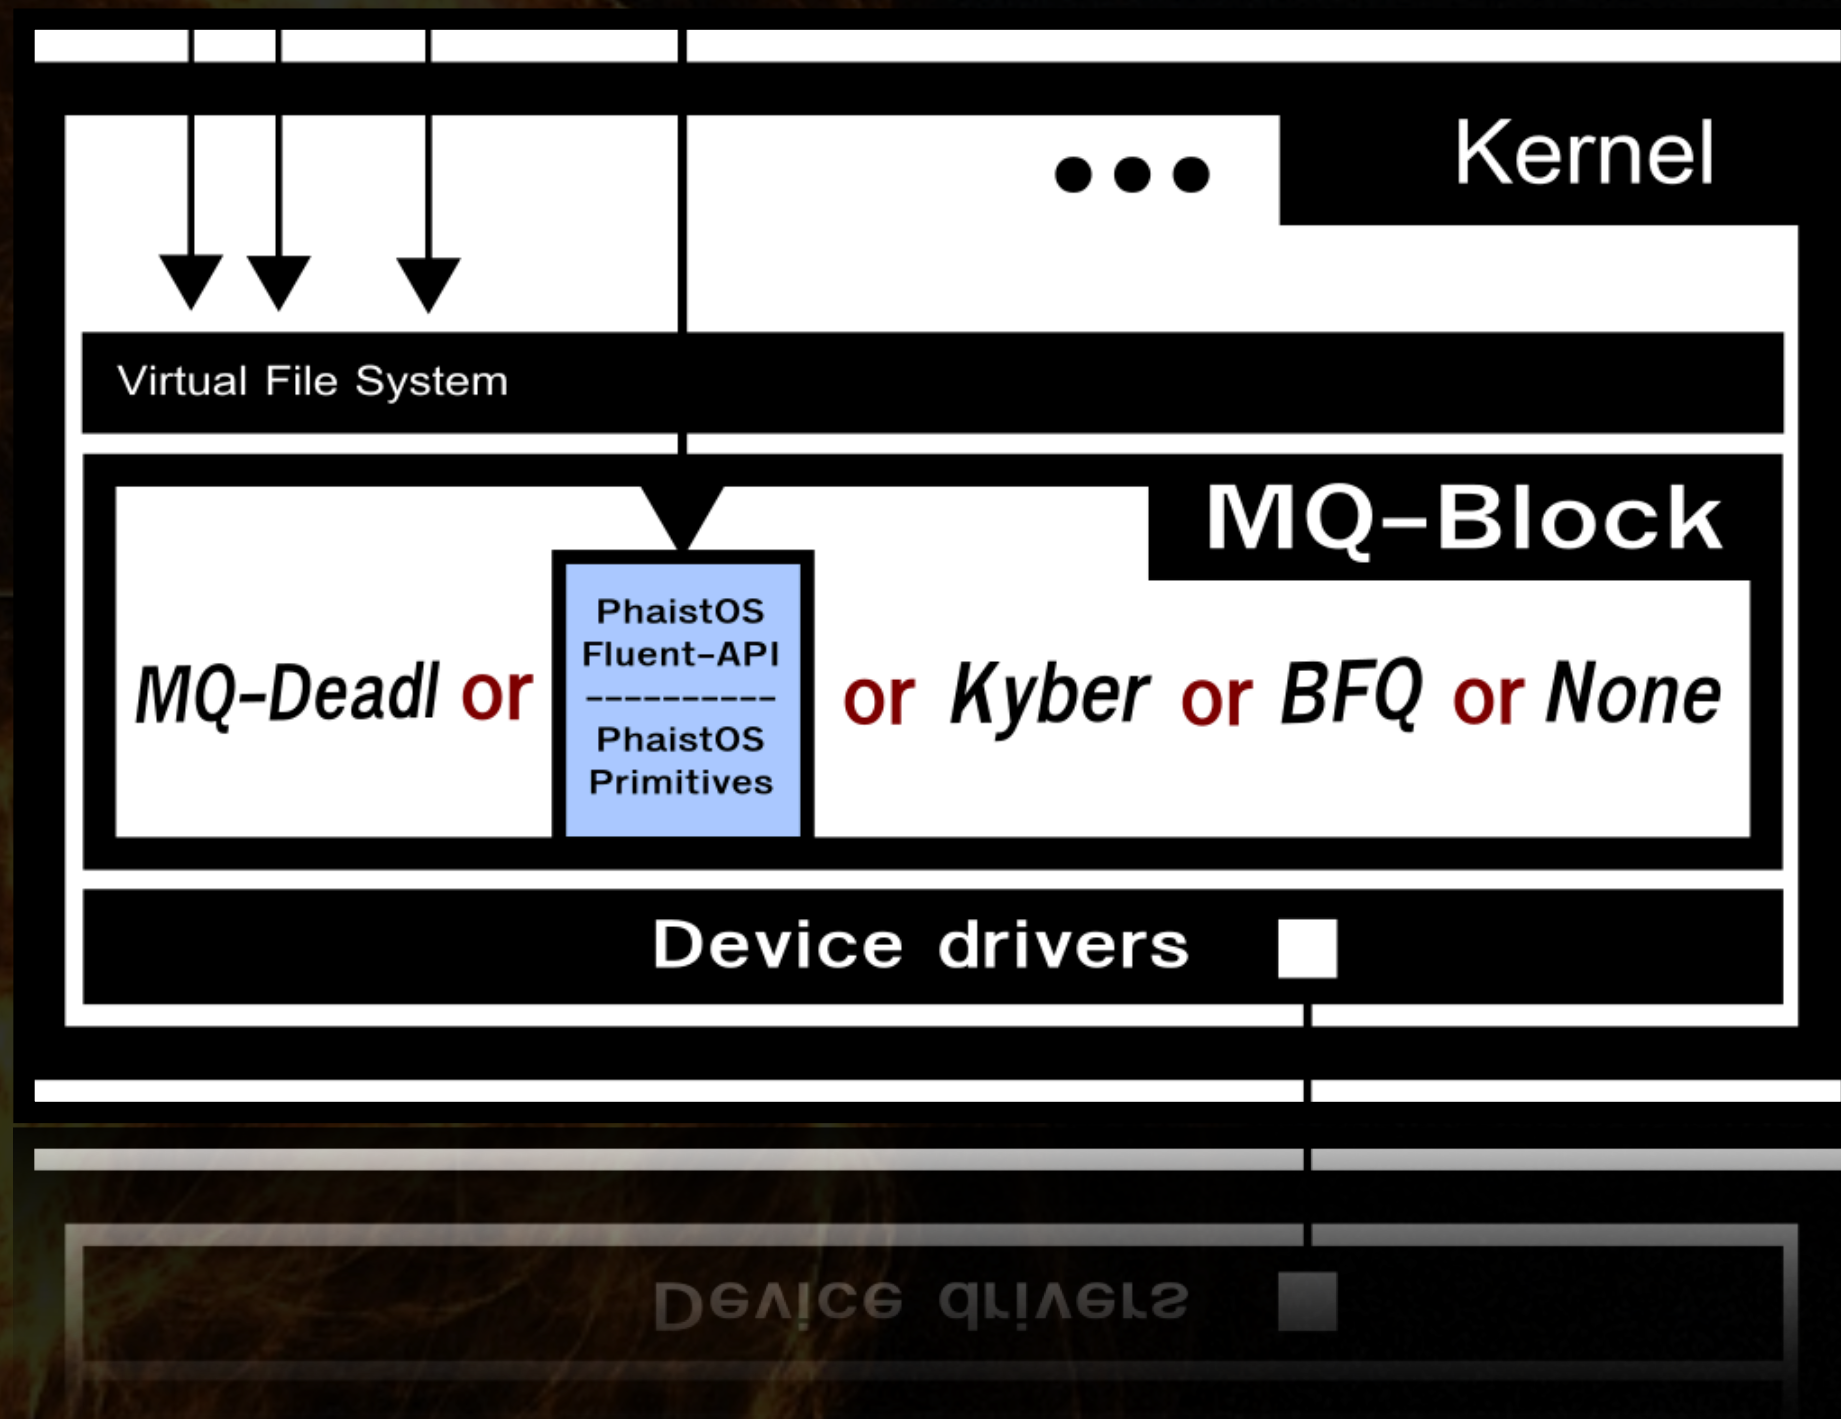 Kernel
Virtual File System
MQ-Block
PhaistOS
Fluent-API
----------
PhaistOS
Primitives
MQ-Deadl or or Kyber or BFQ or None
Device drivers
Device drivers